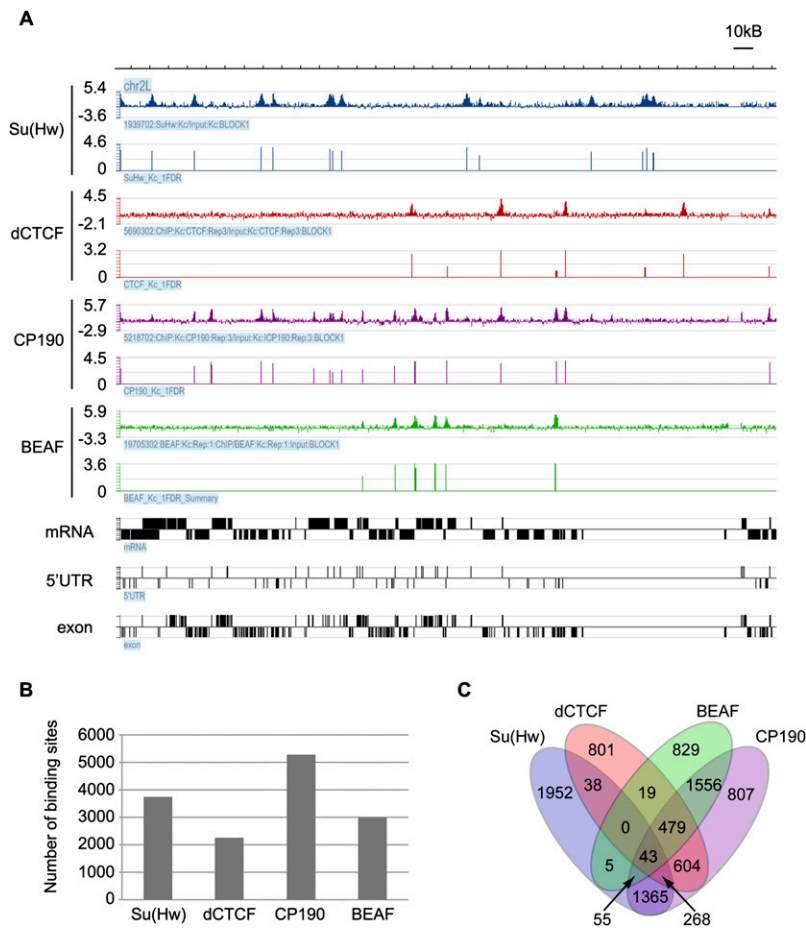 A
10kB
chr2L
Su(Hw)
5.4
-3.6
1939702:SuHw:Kc/Input:Kc:BLOCK1
4.6
0
SuHw_Kc_1FDR
dCTCF
4.5
-2.1
5690302:ChIP:Kc:CTCF:Rep3/Input:Kc:CTCF:Rep3:BLOCK1
3.2
0
CTCF_Kc_1FDR
CP190
5.7
-2.9
5218702:ChIP:Kc:CP190:Rep:3/Input:Kc:ICP190:Rep:3:BLOCK1
4.5
0
CP190_Kc_1FDR
BEAF
5.9
-3.3
19705302:BEAF:Kc:Rep:1:ChIP/BEAF:Kc:Rep:1:Input:BLOCK1
3.6
0
BEAF_Kc_1FDR_Summary
mRNA
mRNA
5'UTR
5'UTR
exon
exon
B
Number of binding sites
6000
5000
4000
3000
2000
1000
0
Su(Hw) dCTCF CP190 BEAF
C
dCTCF BEAF
Su(Hw) CP190
801 829
1952 38 19 1556 807
0 479
5 43 604
1365
55 268